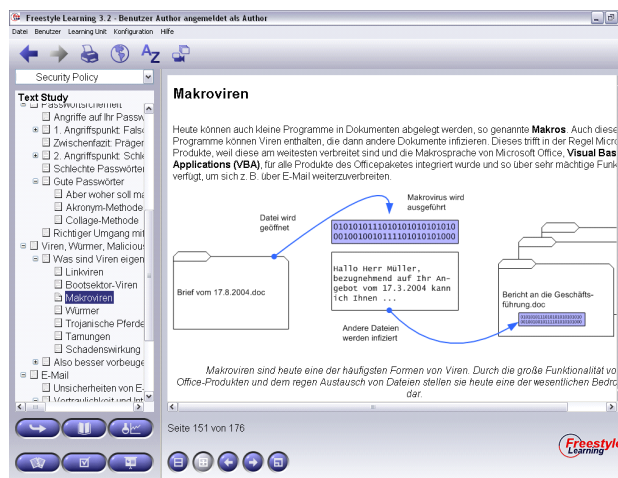 Freestyle Learning 3.2 - Benutzer Author angemeldet als Author
Datei Benutzer Learning Unit Konfiguration Hilfe
AZ
Security Policy
Text Study
Passwortsicherheit
Angriffe auf Ihr Passw
1. Angriffspunkt: Falsc
Zwischenfazit: Präger
2. Angriffspunkt: Schle
Schlechte Passwörter
Gute Passwörter
Aber woher soll ma
Akronym-Methode
Collage-Methode
Richtiger Umgang mit
Viren, Würmer, Malicious
Was sind Viren eigen
Linkviren
Bootsektor-Viren
Makroviren
Würmer
Trojanische Pferde
Tarnungen
Schadenswirkung
Also besser vorbeuge
E-Mail
Unsicherheiten von E-
Vertraulichkeit und Int
Makroviren
Heute können auch kleine Programme in Dokumenten abgelegt werden, so genannte Makros. Auch diese
Programme können Viren enthalten, die dann andere Dokumente infizieren. Dieses trifft in der Regel Micro
Produkte, weil diese am weitesten verbreitet sind und die Makrosprache von Microsoft Office, Visual Bas
Applications (VBA), für alle Produkte des Officepaketes integriert wurde und so über sehr mächtige Funk
verfügt, um sich z. B. über E-Mail weiterzuverbreiten.
Datei wird
geöffnet
Makrovirus wird
ausgeführt
Brief vom 17.8.2004.doc
Hallo Herr Müller,
bezugnehmend auf Ihr An-
gebot vom 17.3.2004 kann
ich Ihnen ...
Andere Dateien
werden infiziert
Bericht an die Geschäfts-
führung.doc
Makroviren sind heute eine der häufigsten Formen von Viren. Durch die große Funktionalität vo
Office-Produkten und dem regen Austausch von Dateien stellen sie heute eine der wesentlichen Bedro
dar.
Seite 151 von 176
Freestyle
Learning